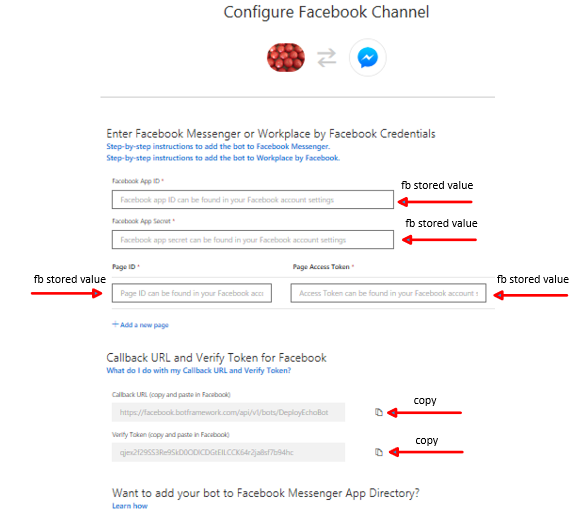 Configure Facebook Channel
Enter Facebook Messenger or Workplace by Facebook Credentials
Step-by-step instructions to add the bot to Facebook Messenger.
Step-by-step instructions to add the bot to Workplace by Facebook.
Facebook App ID *
Facebook app ID can be found in your Facebook account settings
fb stored value
Facebook App Secret *
Facebook app secret can be found in your Facebook account settings
fb stored value
Page ID *
Page Access Token *
fb stored value
Page ID can be found in your Facebook acco
Access Token can be found in your Facebook account s
fb stored value
+ Add a new page
Callback URL and Verify Token for Facebook
What do I do with my Callback URL and Verify Token?
Callback URL (copy and paste in Facebook)
https://facebook.botframework.com/api/v1/bots/DeployEchoBot
copy
Verify Token (copy and paste in Facebook)
copy
Want to add your bot to Facebook Messenger App Directory?
Learn how